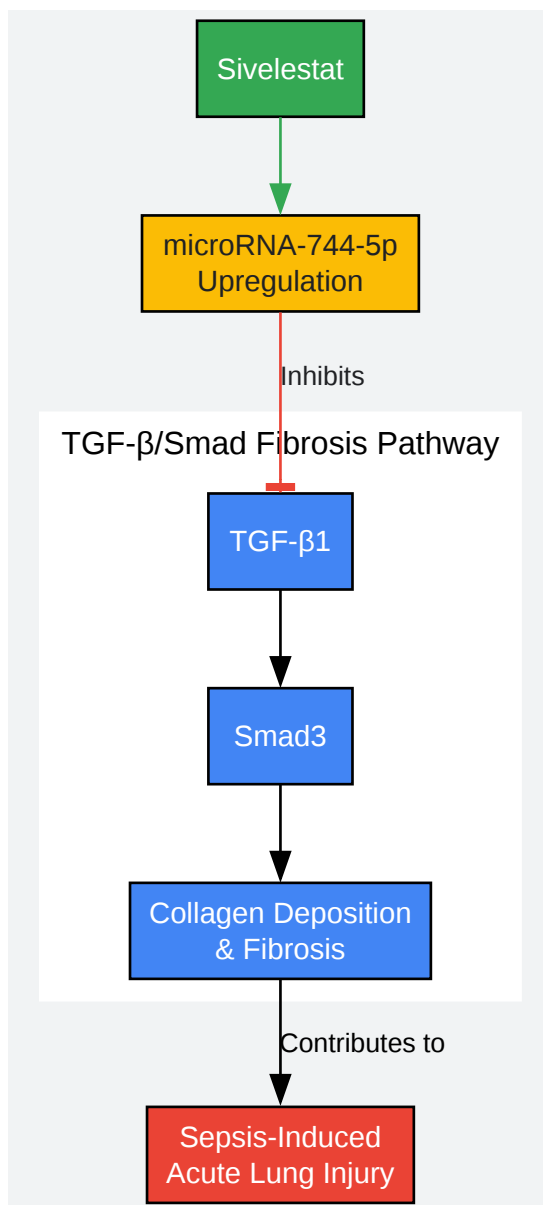 Sivelestat
microRNA-744-5p
Upregulation
Inhibits
TGF-β/Smad Fibrosis Pathway
TGF-β1
Smad3
Collagen Deposition
& Fibrosis
Contributes to
Sepsis-Induced
Acute Lung Injury